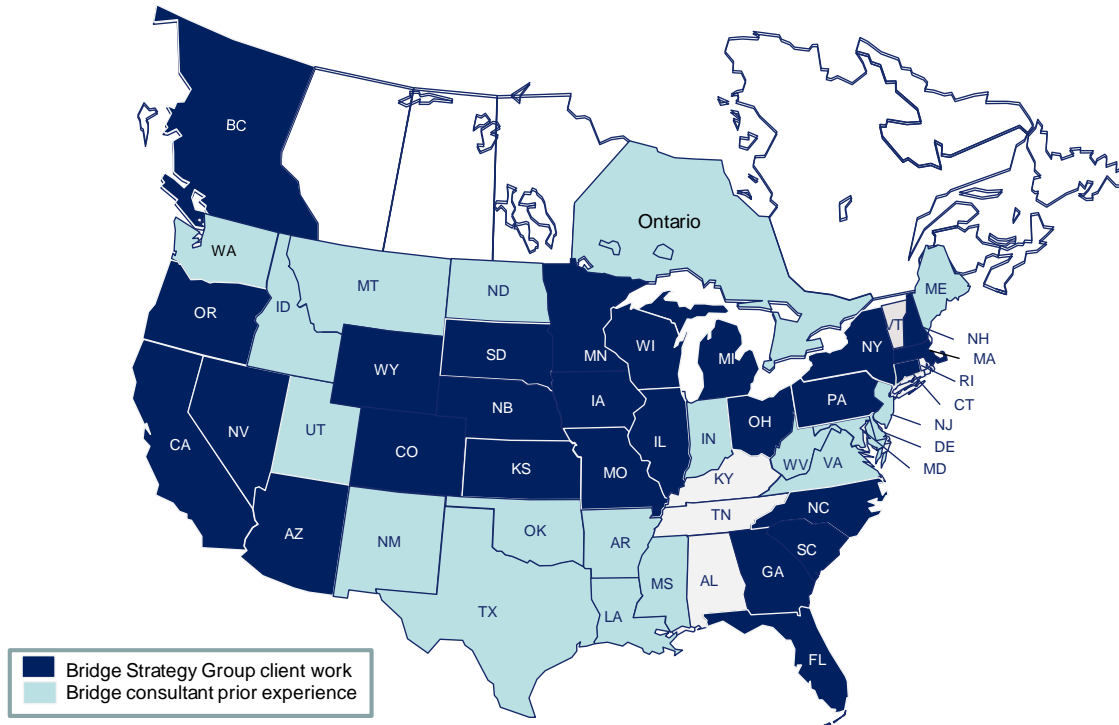 BC
Ontario
WA
MT
ND
ME
ID
OR
VT
NH
MN
WI
NY
MA
SD
MI
WY
RI
PA
IA
CT
NB
OH
NV
UT
IL
IN
NJ
CA
CO
DE
KS
MO
WV
VA
MD
KY
NC
TN
AZ
OK
NM
AR
SC
GA
MS
AL
TX
LA
FL
Bridge Strategy Group client work
Bridge consultant prior experience